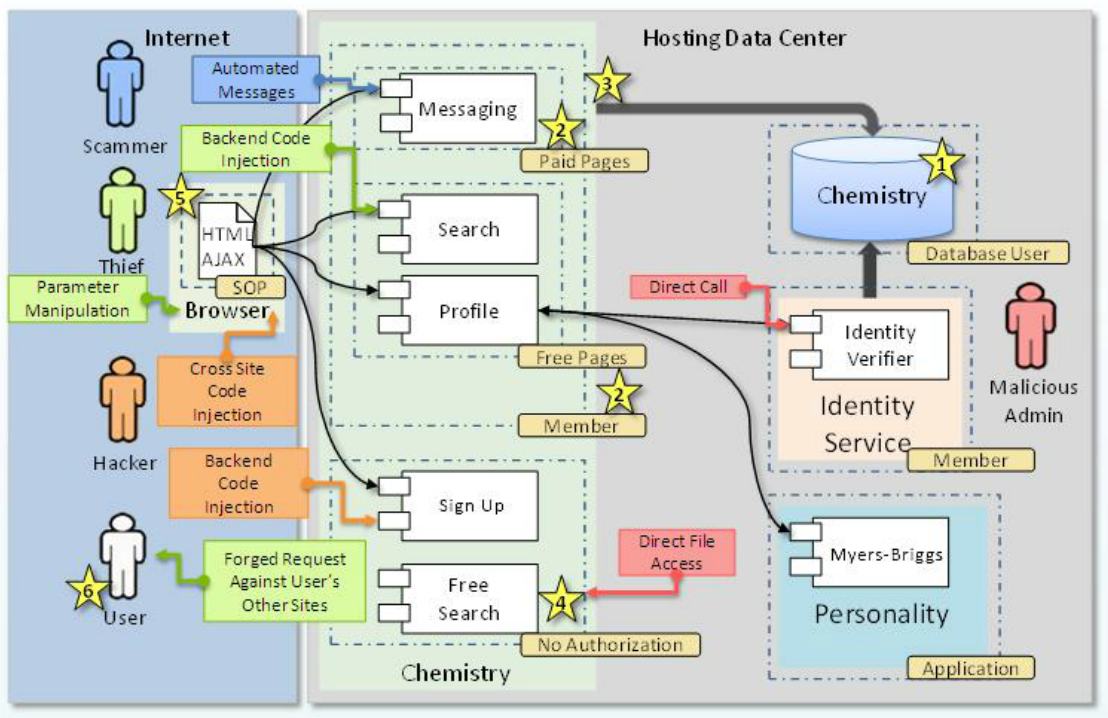 Internet
Hosting Data Center
Scammer
Automated
Messages
Messaging
3
2
Paid Pages
Backend Code
Injection
1
Chemistry
Database User
Thief
5
HTML
AJAX
SOP
Browser
Search
Parameter
Manipulation
Profile
Free Pages
2
Member
Direct Call
Identity
Verifier
Identity
Service
Member
Malicious
Admin
Cross Site
Code
Injection
Hacker
Backend
Code
Injection
Sign Up
Myers-Briggs
Personality
Application
Direct File
Access
Forged Request
Against User's
Other Sites
6
User
Free
Search
4
No Authorization
Chemistry